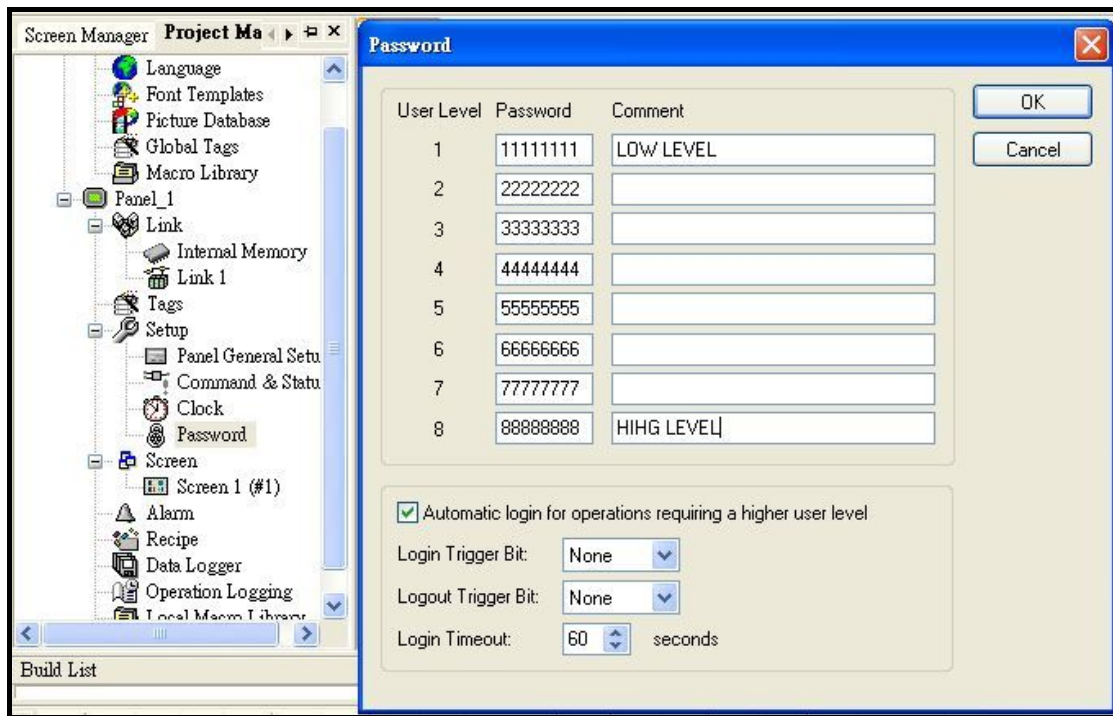 Screen Manager Project Ma
Language
Font Templates
Picture Database
Global Tags
Macro Library
Panel_1
Link
Internal Memory
Link 1
Tags
Setup
Panel General Setu
Command & Statu
Clock
Password
Screen
Screen 1 (#1)
Alarm
Recipe
Data Logger
Operation Logging
Local Macro Library
Build List
Password
User Level Password Comment
1 11111111 LOW LEVEL
2 22222222
3 33333333
4 44444444
5 55555555
6 66666666
7 77777777
8 88888888 HIHG LEVEL
OK
Cancel
Automatic login for operations requiring a higher user level
Login Trigger Bit: None
Logout Trigger Bit: None
Login Timeout: 60 seconds